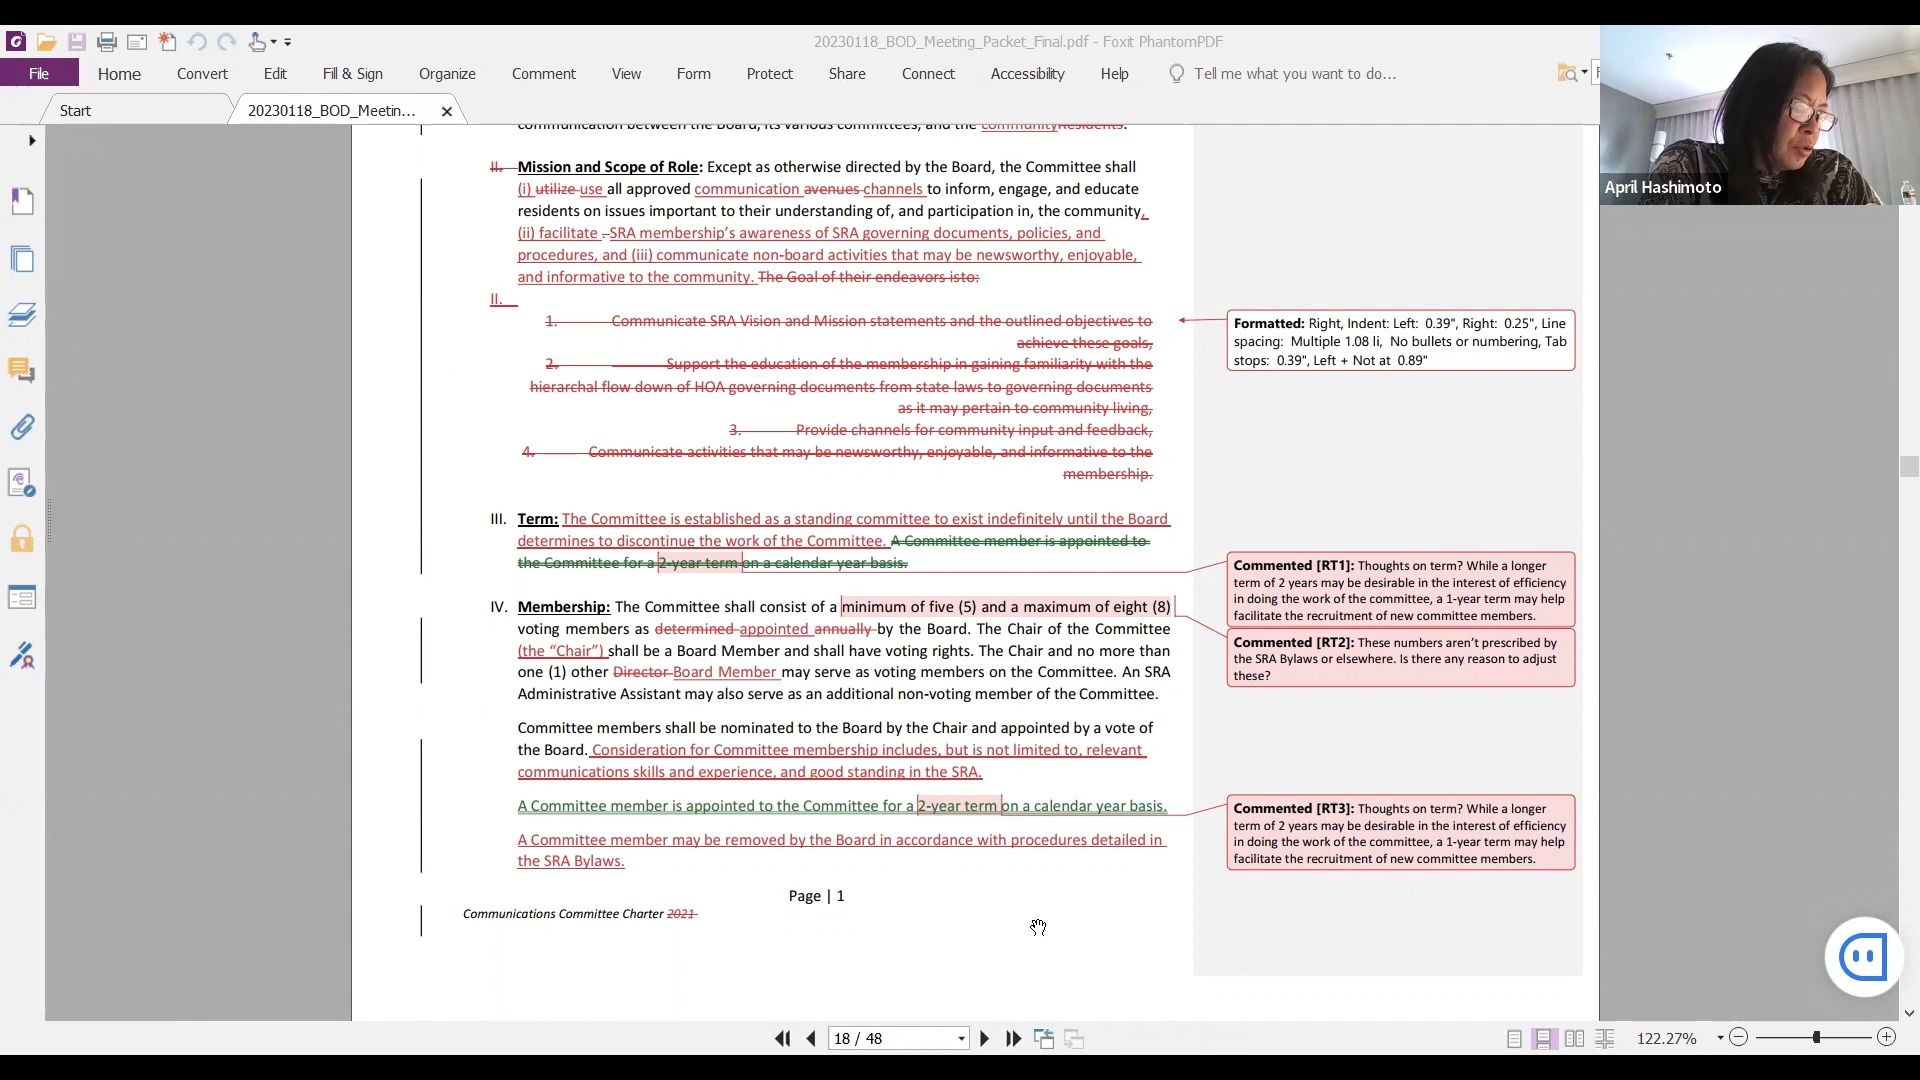 20230118_BOD_Meeting_Packet_Final.pdf - Foxit PhantomPDF
File Home Convert Edit Fill & Sign Organize Comment View Form Protect Share Connect Accessibility Help Tell me what you want to do...
Start 20230118_BOD_Meetin...
April Hashimoto
communication between the Board, its various committees, and the communityResidents.
II. Mission and Scope of Role: Except as otherwise directed by the Board, the Committee shall
(i) utilize use all approved communication avenues channels to inform, engage, and educate
residents on issues important to their understanding of, and participation in, the community,
(ii) facilitate . SRA membership’s awareness of SRA governing documents, policies, and
procedures, and (iii) communicate non-board activities that may be newsworthy, enjoyable,
and informative to the community. The Goal of their endeavors isto:
II.
1. Communicate SRA Vision and Mission statements and the outlined objectives to
achieve these goals,
2. Support the education of the membership in gaining familiarity with the
hierarchal flow down of HOA governing documents from state laws to governing documents
as it may pertain to community living,
3. Provide channels for community input and feedback,
4. Communicate activities that may be newsworthy, enjoyable, and informative to the
membership.
Formatted: Right, Indent: Left: 0.39", Right: 0.25", Line
spacing: Multiple 1.08 li, No bullets or numbering, Tab
stops: 0.39", Left + Not at 0.89"
III. Term: The Committee is established as a standing committee to exist indefinitely until the Board
determines to discontinue the work of the Committee. A Committee member is appointed to
the Committee for a 2-year term on a calendar year basis.
Commented [RT1]: Thoughts on term? While a longer
term of 2 years may be desirable in the interest of efficiency
in doing the work of the committee, a 1-year term may help
facilitate the recruitment of new committee members.
IV. Membership: The Committee shall consist of a minimum of five (5) and a maximum of eight (8)
voting members as determined appointed annually by the Board. The Chair of the Committee
(the “Chair”) shall be a Board Member and shall have voting rights. The Chair and no more than
one (1) other Director Board Member may serve as voting members on the Committee. An SRA
Administrative Assistant may also serve as an additional non-voting member of the Committee.
Commented [RT2]: These numbers aren’t prescribed by
the SRA Bylaws or elsewhere. Is there any reason to adjust
these?
Committee members shall be nominated to the Board by the Chair and appointed by a vote of
the Board. Consideration for Committee membership includes, but is not limited to, relevant
communications skills and experience, and good standing in the SRA.
A Committee member is appointed to the Committee for a 2-year term on a calendar year basis.
A Committee member may be removed by the Board in accordance with procedures detailed in
the SRA Bylaws.
Commented [RT3]: Thoughts on term? While a longer
term of 2 years may be desirable in the interest of efficiency
in doing the work of the committee, a 1-year term may help
facilitate the recruitment of new committee members.
Page | 1
Communications Committee Charter 2021
18 / 48
122.27%